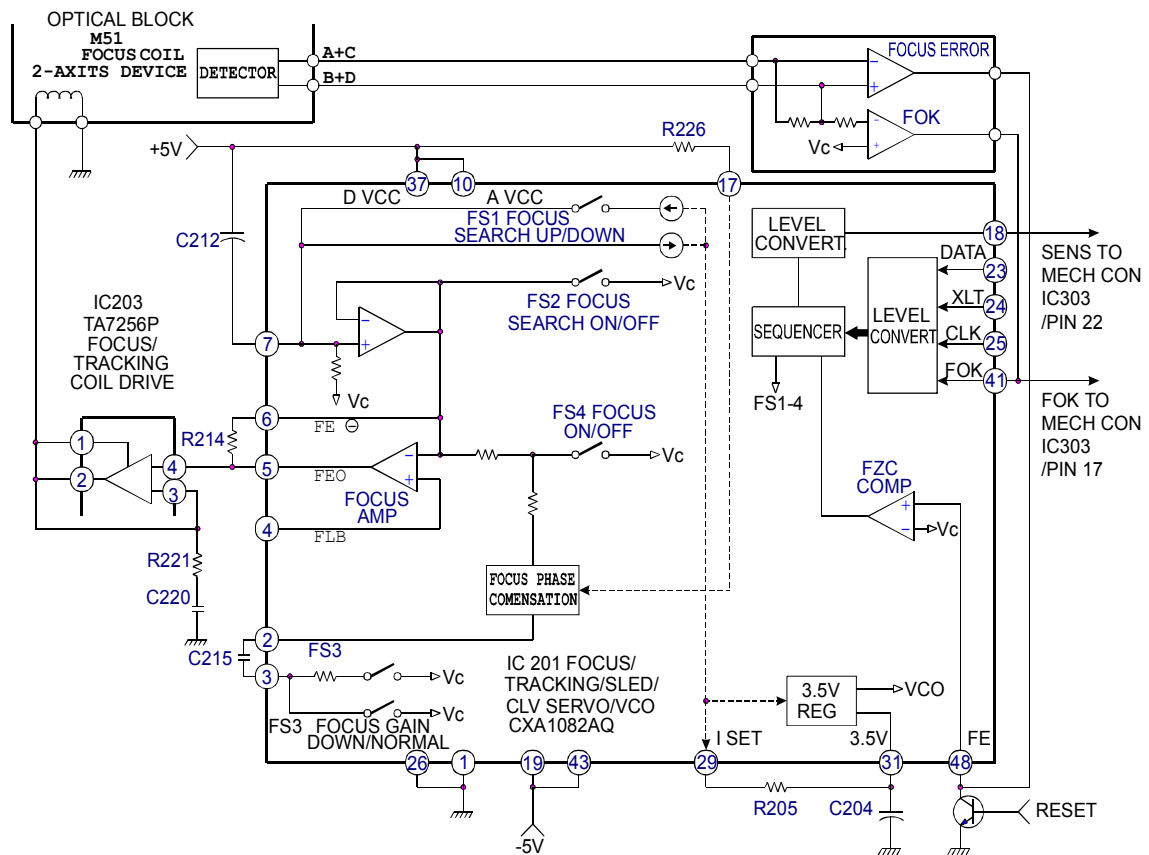 OPTICAL BLOCK
M51
FOCUS COIL
2-AXITS DEVICE
DETECTOR
A+C
B+D
FOCUS ERROR
−
+
FOK
-
+
Vc
+5V
R226
37
10
17
D VCC
A VCC
FS1 FOCUS
SEARCH UP/DOWN
C212
LEVEL
CONVERT.
18
SENS TO
MECH CON
IC303
/PIN 22
DATA
23
XLT
24
CLK
25
FOK
41
LEVEL
CONVERT
SEQUENCER
FS1-4
FOK TO
MECH CON
IC303
/PIN 17
Vc
FS2 FOCUS
SEARCH ON/OFF
IC203
TA7256P
FOCUS/
TRACKING
COIL DRIVE
−
+
7
Vc
6
FE ⊖
FS4 FOCUS
ON/OFF
Vc
R214
1
2
4
3
5
FEO
−
+
FOCUS
AMP
4
FLB
FZC
COMP
+
−
Vc
R221
C220
FOCUS PHASE
COMENSATION
2
C215
3
FS3
Vc
FS3
Vc
FOCUS GAIN
DOWN/NORMAL
IC 201 FOCUS/
TRACKING/SLED/
CLV SERVO/VCO
CXA1082AQ
3.5V
REG
VCO
I SET
3.5V
FE
26
1
19
43
29
31
48
R205
C204
RESET
-5V